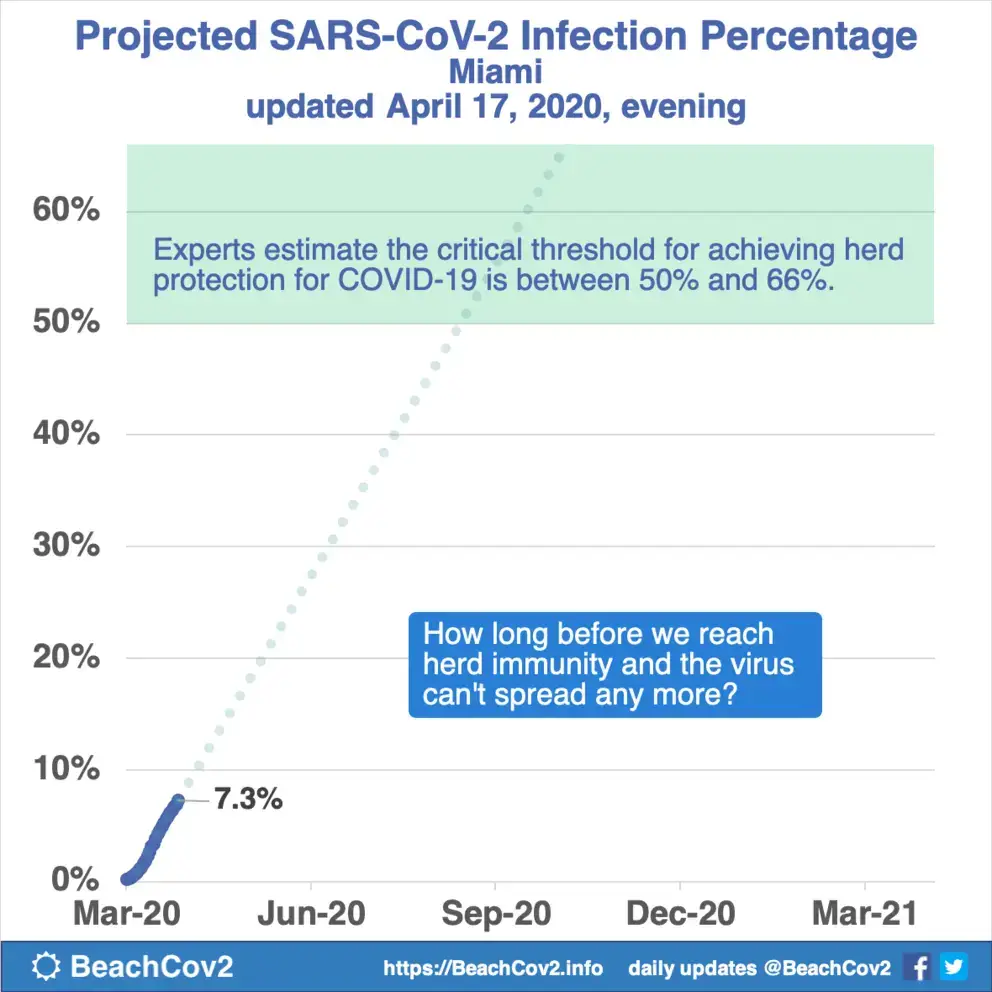 Projected SARS-CoV-2 Infection Percentage
Miami
updated April 17, 2020, evening
60%
Experts estimate the critical threshold for achieving herd
protection for COVID-19 is between 50% and 66%.
50%
40%
30%
How long before we reach
herd immunity and the virus
can't spread any more?
20%
10%
7.3%
0%
Mar-20 Jun-20 Sep-20 Dec-20 Mar-21
BeachCov2 https://BeachCov2.info daily updates @BeachCov2